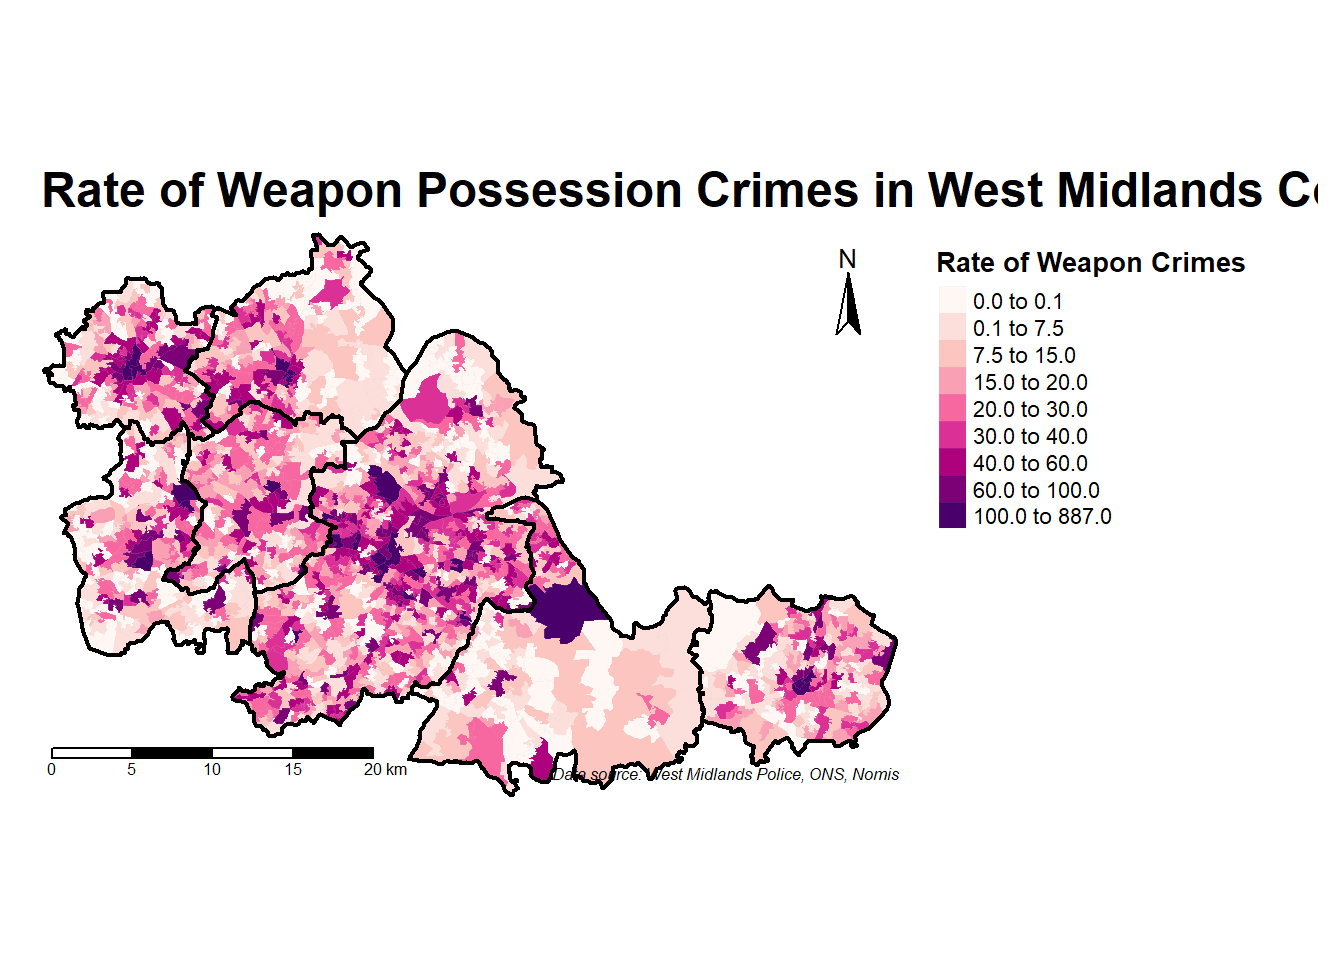 Rate of Weapon Possession Crimes in West Midlands Co
N
Rate of Weapon Crimes
0.0 to 0.1
0.1 to 7.5
7.5 to 15.0
15.0 to 20.0
20.0 to 30.0
30.0 to 40.0
40.0 to 60.0
60.0 to 100.0
100.0 to 887.0
0 5 10 15 20 km
Data source: West Midlands Police, ONS, Nomis